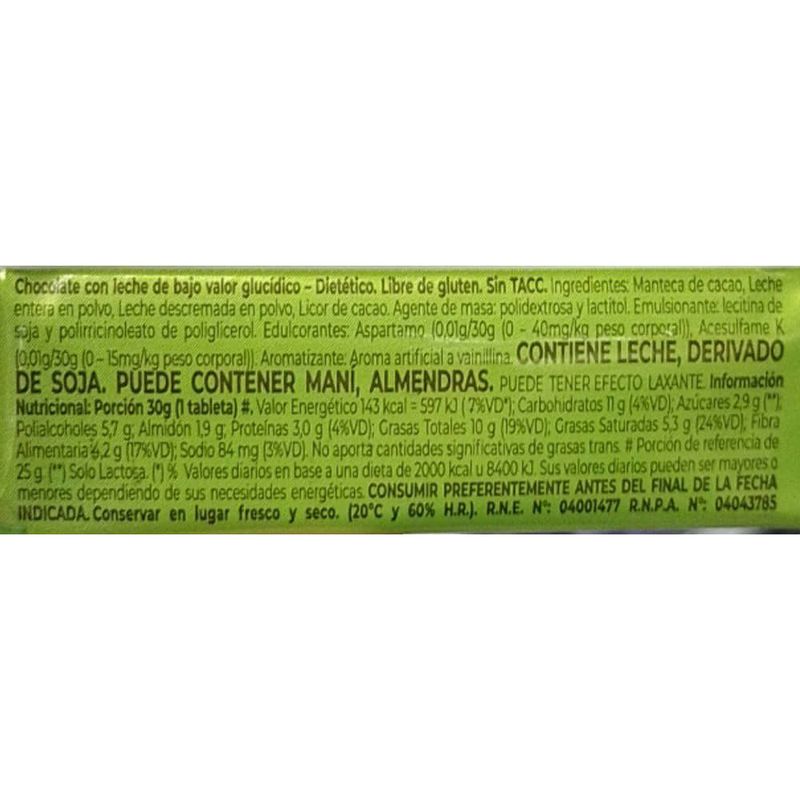 Chocolate con leche de bajo valor glucídico – Dietético. Libre de gluten. Sin TACC. Ingredientes: Manteca de cacao, Leche
entera en polvo, Leche descremada en polvo, Licor de cacao. Agente de masa: polidextrosa y lactitol. Emulsionante: lecitina de
soja y polirricinoleato de poliglicerol. Edulcorantes: Aspartamo (0,01g/30g (0 - 40mg/kg peso corporal)), Acesulfame K
(0,01g/30g (0 – 15mg/kg peso corporal)). Aromatizante: Aroma artificial a vainillina. CONTIENE LECHE, DERIVADO
DE SOJA. PUEDE CONTENER MANÍ, ALMENDRAS. PUEDE TENER EFECTO LAXANTE. Información
Nutricional: Porción 30g (1 tableta) #. Valor Energético 143 kcal = 597 kJ ( 7%VD*); Carbohidratos 11 g (4%VD); Azúcares 2,9 g (**);
Polialcoholes 5,7 g; Almidón 1,9 g; Proteínas 3,0 g (4%VD); Grasas Totales 10 g (19%VD); Grasas Saturadas 5,3 g (24%VD); Fibra
Alimentaria 4,2 g (17%VD); Sodio 84 mg (3%VD). No aporta cantidades significativas de grasas trans. # Porción de referencia de
25 g. (**) Solo Lactosa. (*) % Valores diarios en base a una dieta de 2000 kcal u 8400 kJ. Sus valores diarios pueden ser mayores o
menores dependiendo de sus necesidades energéticas. CONSUMIR PREFERENTEMENTE ANTES DEL FINAL DE LA FECHA
INDICADA. Conservar en lugar fresco y seco. (20°C y 60% H.R.). R.N.E. N°: 04001477 R.N.P.A. N°: 04043785